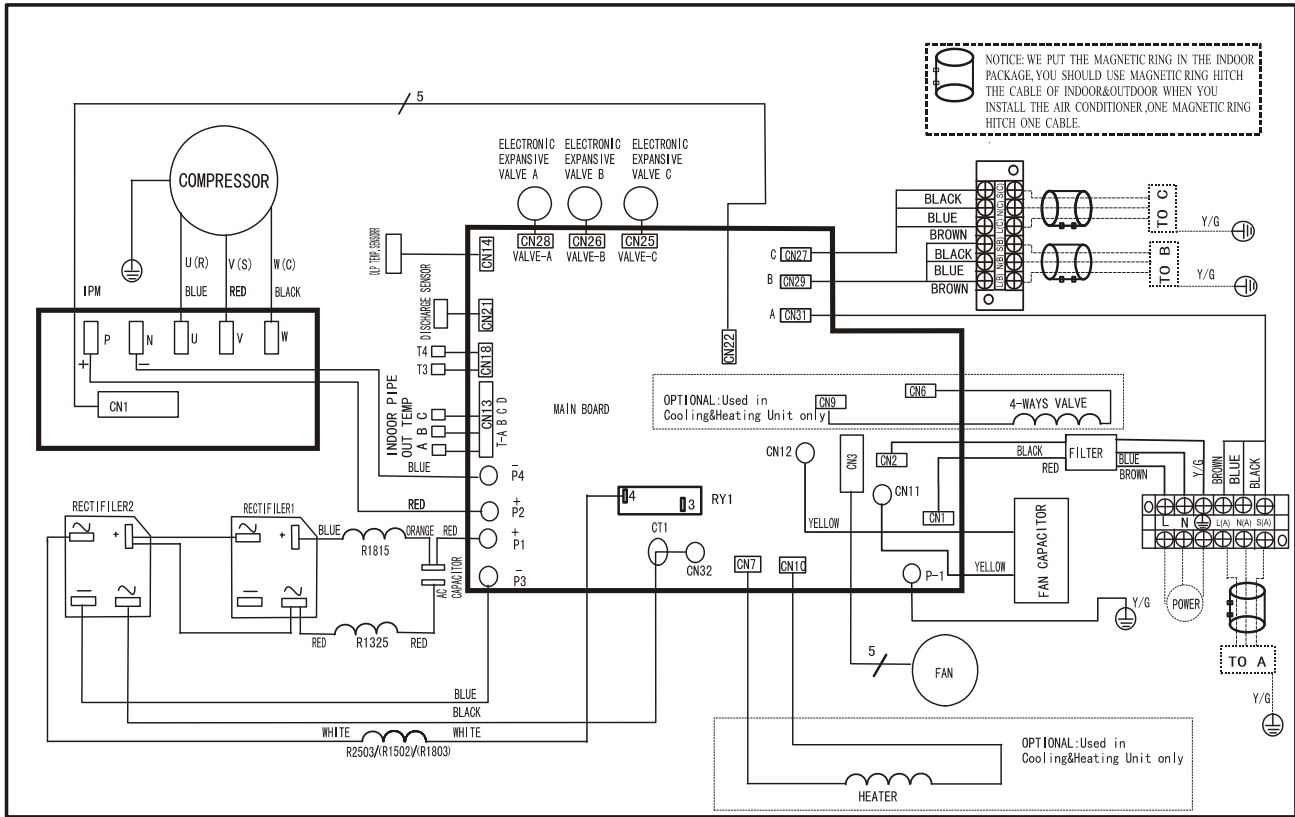 NOTICE: WE PUT THE MAGNETIC RING IN THE INDOOR
PACKAGE, YOU SHOULD USE MAGNETIC RING HITCH
THE CABLE OF INDOOR&OUTDOOR WHEN YOU
INSTALL THE AIR CONDITIONER ,ONE MAGNETIC RING
HITCH ONE CABLE.
5
COMPRESSOR
U(R)
V(S)
W(C)
BLUE
RED
BLACK
IPM
P
N
U
V
W
+
−
CN1
ELECTRONIC
EXPANSIVE
VALVE A
ELECTRONIC
EXPANSIVE
VALVE B
ELECTRONIC
EXPANSIVE
VALVE C
CN28
VALVE-A
CN26
VALVE-B
CN25
VALVE-C
OLP TEMP.SENSORR
CN14
DISCHARGE SENSOR
CN21
T4
T3
CN18
INDOOR PIPE
OUT TEMP
A B C
CN13
T-A B C D
MAIN BOARD
CN22
C CN27
B CN29
A CN31
BLACK
BLUE
BROWN
BLACK
BLUE
BROWN
S(C)
N(C)
L(C)
S(B)
N(B)
L(B)
TO C
Y/G
TO B
Y/G
OPTIONAL:Used in
Cooling&Heating Unit only
CN6
CN9
4-WAYS VALVE
CN12
CN3
CN2
CN11
CN1
BLACK
RED
FILTER
BLUE
BROWN
Y/G
BROWN
BLUE
BLACK
L N L(A) N(A) S(A)
POWER
TO A
Y/G
YELLOW
YELLOW
FAN CAPACITOR
P-1
Y/G
BLUE
−
P4
RED
+
P2
+
P1
−
P3
4
3
RY1
CT1
CN32
CN7
CN10
RECTIFILER2
+
−
RECTIFILER1
+
−
BLUE
R1815
ORANGE
RED
AC
CAPACITOR
RED
R1325
RED
BLUE
BLACK
WHITE
WHITE
R2503/(R1502)/(R1803)
5
FAN
HEATER
OPTIONAL:Used in
Cooling&Heating Unit only